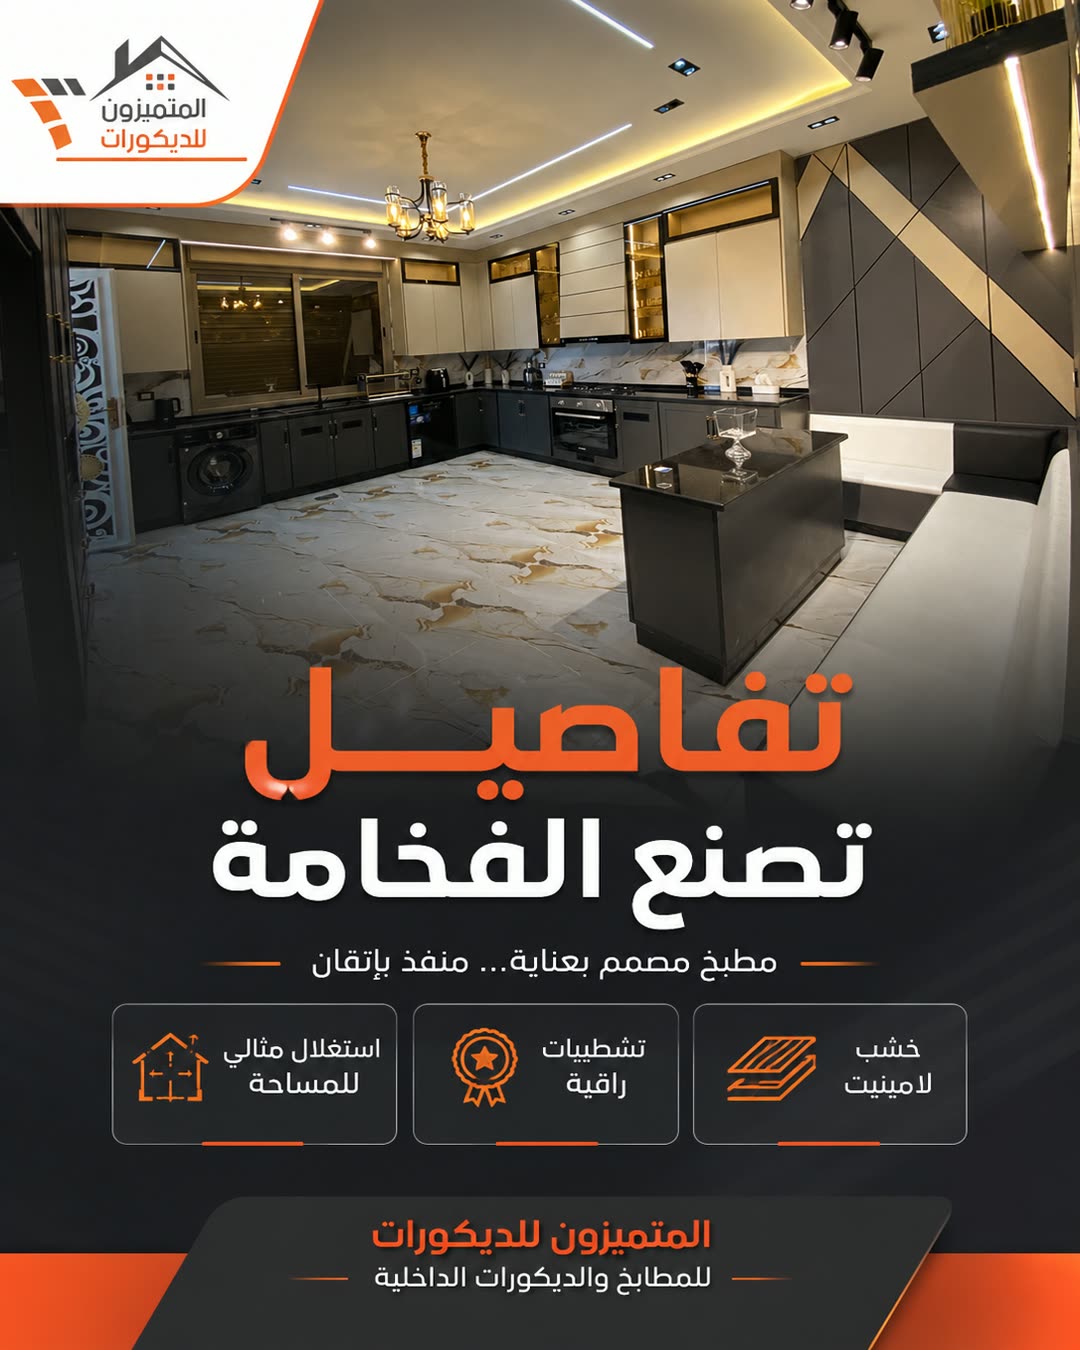 المتميزون
للديكورات
تفاصيل
تصنع الفخامة
مطبخ مصمم بعناية... منفذ بإتقان
خشب
لامينيت
تشطيبات
راقية
استغلال مثالي
للمساحة
المتميزون للديكورات
للمطابخ والديكورات الداخلية